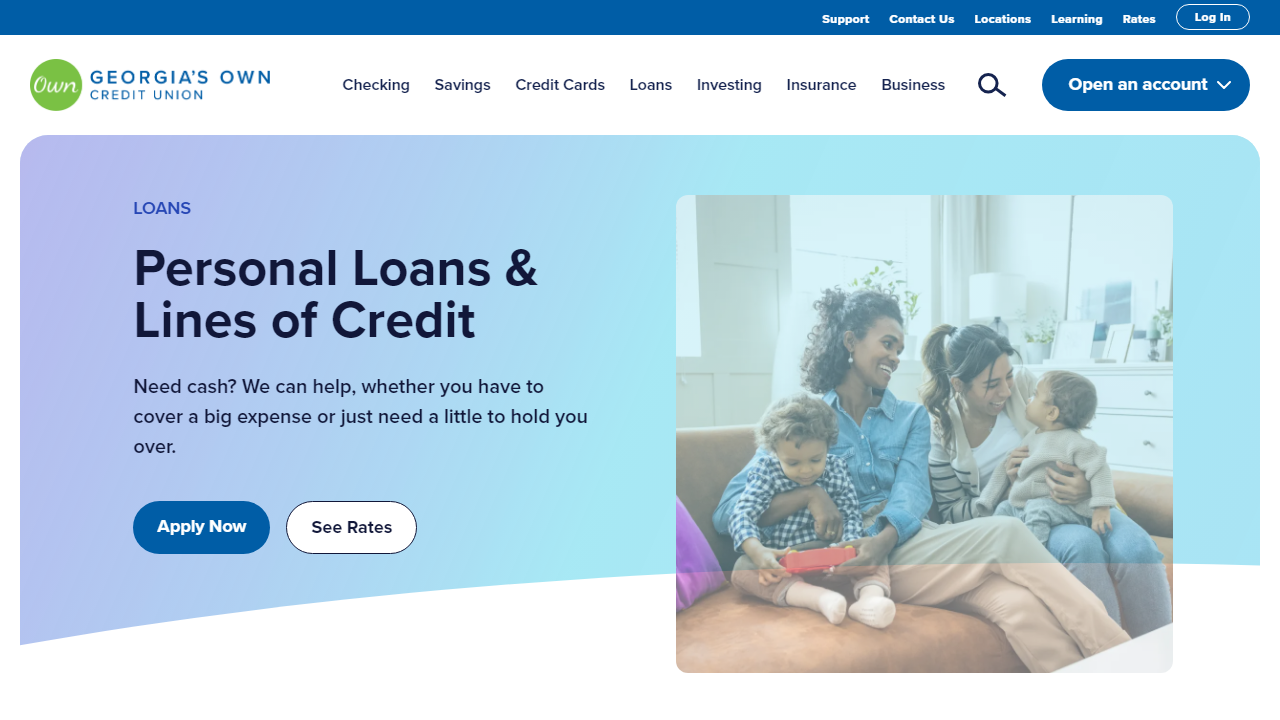 Support Contact Us Locations Learning Rates Log In
Own GEORGIA'S OWN
CREDIT UNION
Checking Savings Credit Cards Loans Investing Insurance Business Open an account
LOANS
Personal Loans &
Lines of Credit
Need cash? We can help, whether you have to
cover a big expense or just need a little to hold you
over.
Apply Now See Rates